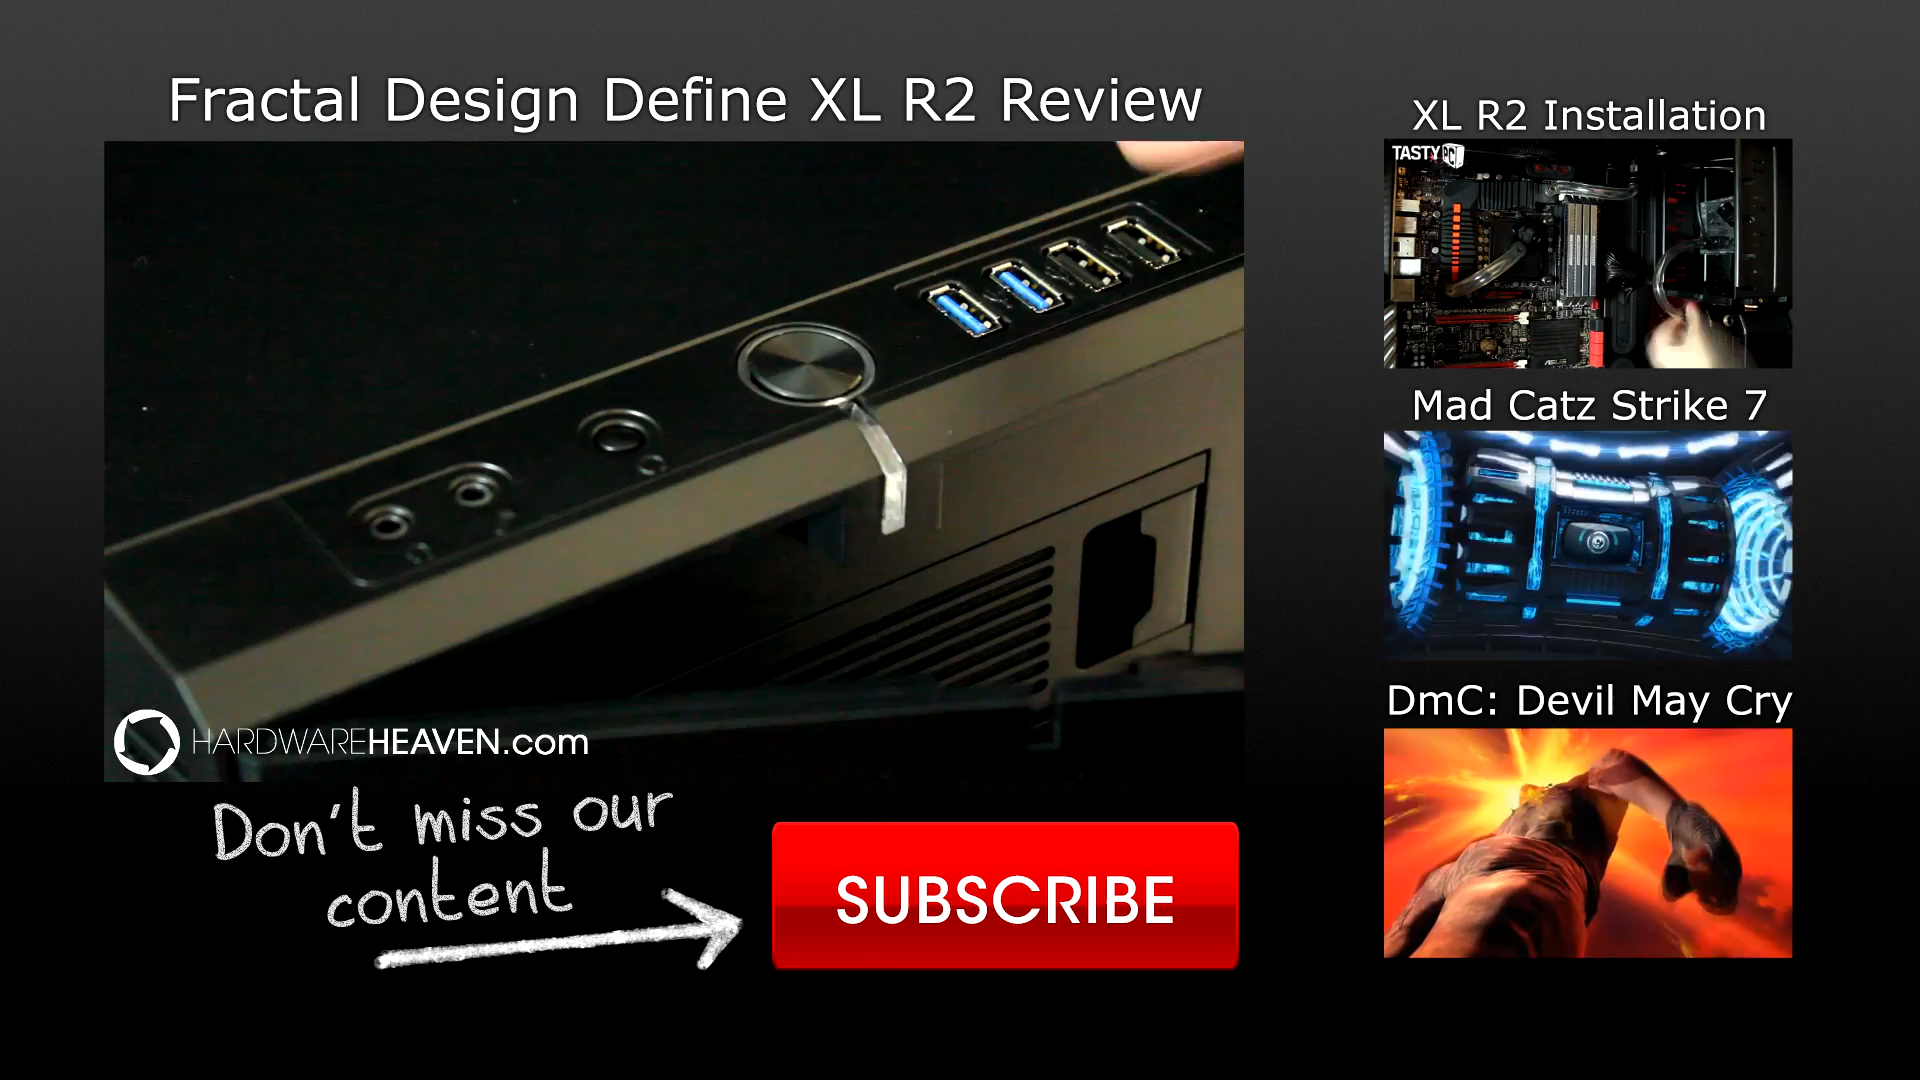 Fractal Design Define XL R2 Review
HARDWAREHEAVEN.com
Don't miss our
content
SUBSCRIBE
XL R2 Installation
TASTY PC
Mad Catz Strike 7
DmC: Devil May Cry